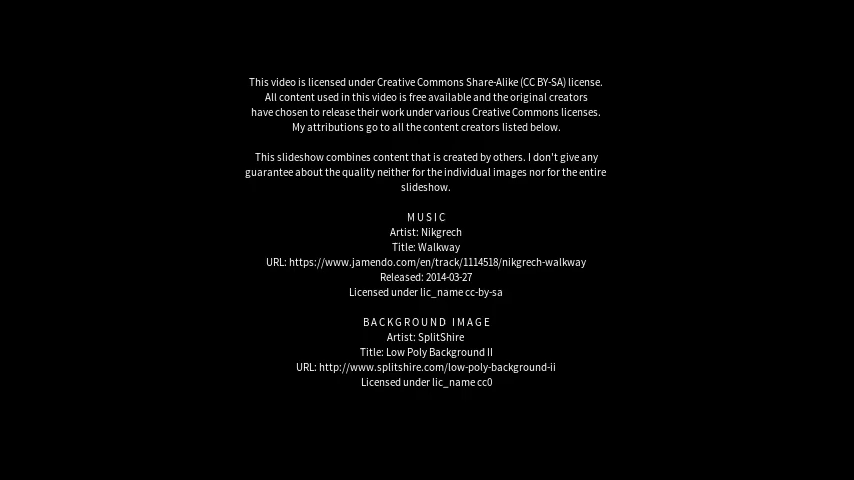 This video is licensed under Creative Commons Share-Alike (CC BY-SA) license.
All content used in this video is free available and the original creators
have chosen to release their work under various Creative Commons licenses.
My attributions go to all the content creators listed below.
This slideshow combines content that is created by others. I don't give any
guarantee about the quality neither for the individual images nor for the entire
slideshow.
MUSIC
Artist: Nikgrech
Title: Walkway
URL: https://www.jamendo.com/en/track/1114518/nikgrech-walkway
Released: 2014-03-27
Licensed under lic_name cc-by-sa
BACKGROUND IMAGE
Artist: SplitShire
Title: Low Poly Background II
URL: http://www.splitshire.com/low-poly-background-ii
Licensed under lic_name cc0